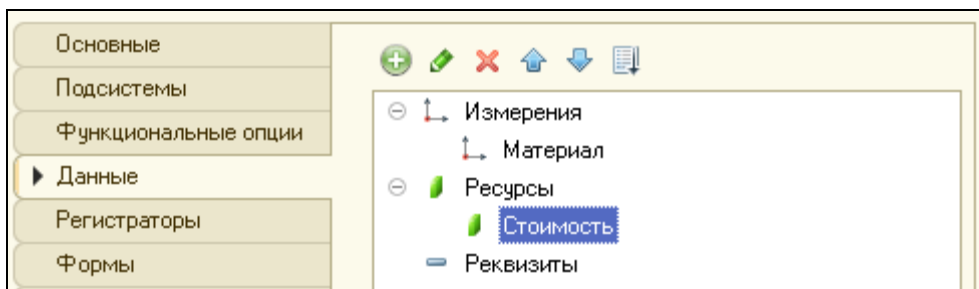 Основные
Подсистемы
Функциональные опции
Данные
Регистраторы
Формы
Измерения
Материал
Ресурсы
Стоимость
Реквизиты